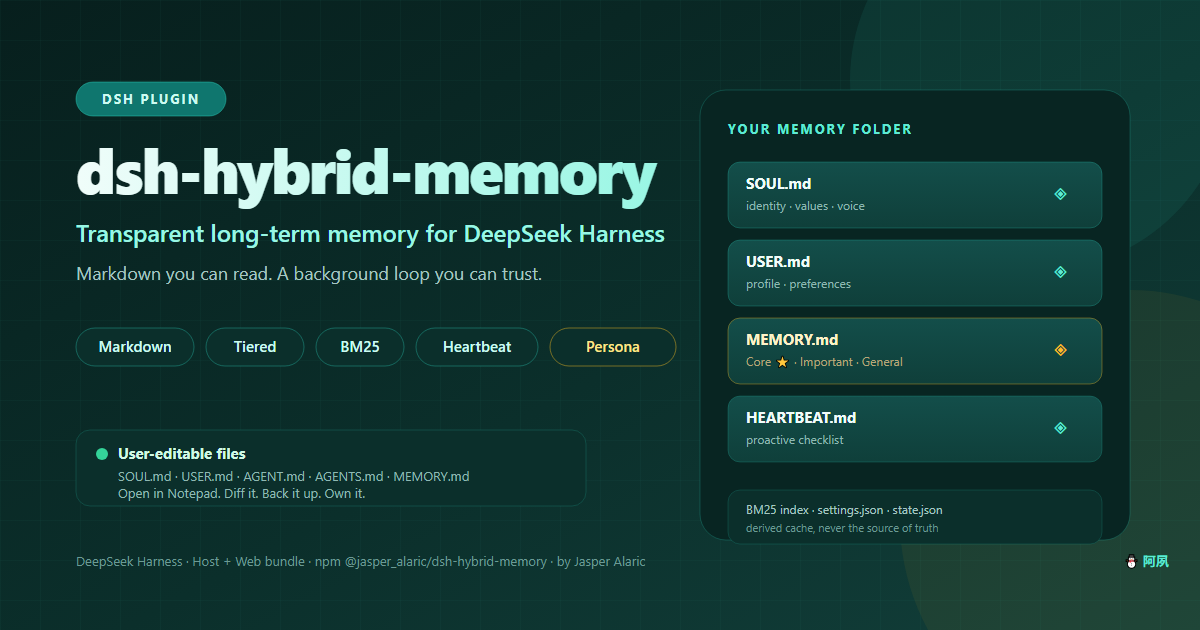 DSH PLUGIN
dsh-hybrid-memory
Transparent long-term memory for DeepSeek Harness
Markdown you can read. A background loop you can trust.
Markdown
Tiered
BM25
Heartbeat
Persona
User-editable files
SOUL.md · USER.md · AGENT.md · AGENTS.md · MEMORY.md
Open in Notepad. Diff it. Back it up. Own it.
DeepSeek Harness · Host + Web bundle · npm @jasper_alaric/dsh-hybrid-memory · by Jasper Alaric
YOUR MEMORY FOLDER
SOUL.md
identity · values · voice
USER.md
profile · preferences
MEMORY.md
Core ⭐ · Important · General
HEARTBEAT.md
proactive checklist
BM25 index · settings.json · state.json
derived cache, never the source of truth
阿夙